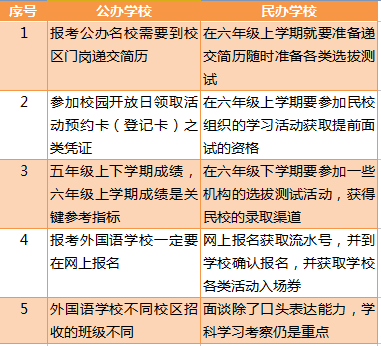 序号 公办学校 民办学校
1 报考公办名校需要到校 在六年级上学期就要准备递
区门岗递交简历 交简历随时准备各类选拔测
试
2 参加校园开放日领取活 在六年级上学期要参加民校
动预约卡（登记卡）之 组织的学习活动获取提前面
类凭证 试的资格
3 五年级上下学期成绩， 在六年级下学期要参加一些
六年级上学期成绩是关 机构的选拔测试活动，获得
键参考指标 民校的录取渠道
4 报考外国语学校一定要 网上报名获取流水号，并到
在网上报名 学校确认报名，并获取学校
各类活动入场券
5 外国语学校不同校区招 面谈除了口头表达能力，学
收的班级不同 科学习考察仍是重点